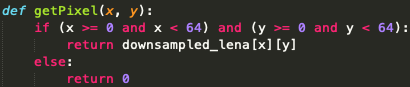 def getPixel(x, y):
    if (x >= 0 and x < 64) and (y >= 0 and y < 64):
        return downsampled_lena[x][y]
    else:
        return 0